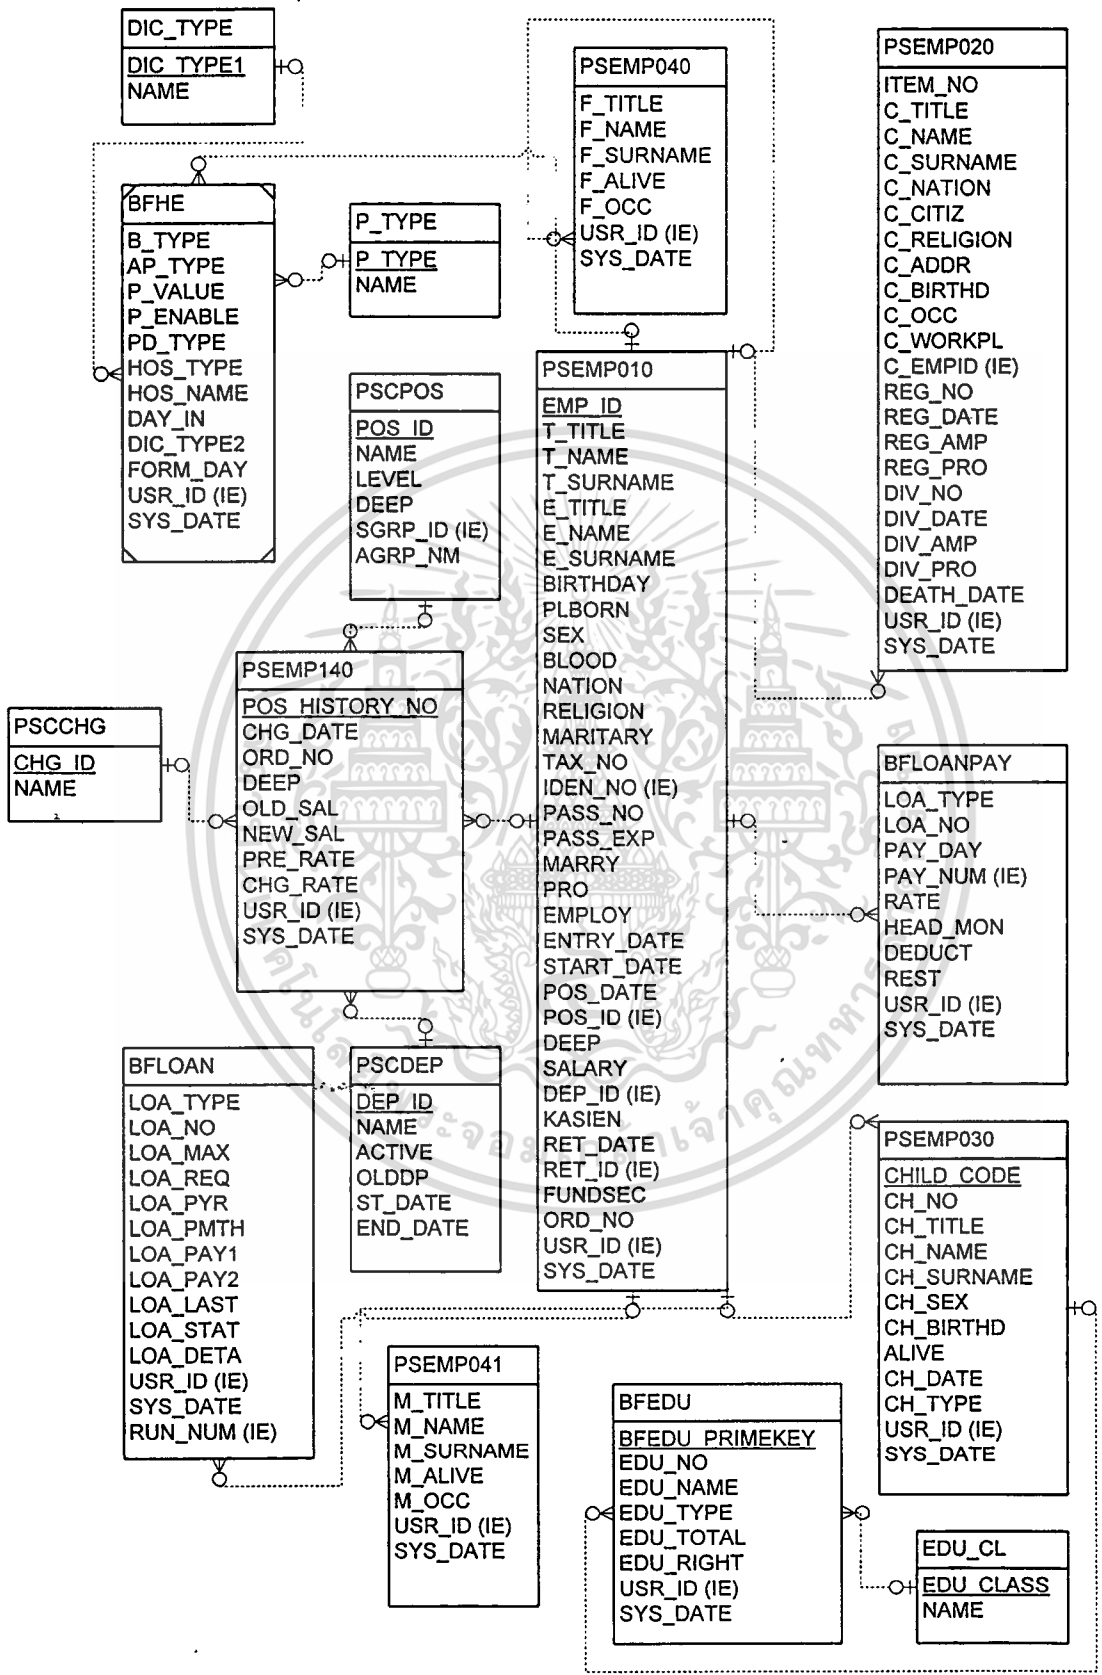 DIC_TYPE
DIC_TYPE1
NAME
BFHE
B_TYPE
AP_TYPE
P_VALUE
P_ENABLE
PD_TYPE
HOS_TYPE
HOS_NAME
DAY_IN
DIC_TYPE2
FORM_DAY
USR_ID (IE)
SYS_DATE
P_TYPE
P_TYPE
NAME
PSEMP040
F_TITLE
F_NAME
F_SURNAME
F_ALIVE
F_OCC
USR_ID (IE)
SYS_DATE
PSEMP020
ITEM_NO
C_TITLE
C_NAME
C_SURNAME
C_NATION
C_CITIZ
C_RELIGION
C_ADDR
C_BIRTHD
C_OCC
C_WORKPL
C_EMPID (IE)
REG_NO
REG_DATE
REG_AMP
REG_PRO
DIV_NO
DIV_DATE
DIV_AMP
DIV_PRO
DEATH_DATE
USR_ID (IE)
SYS_DATE
PSCPOS
POS_ID
NAME
LEVEL
DEEP
SGRP_ID (IE)
AGRP_NM
PSEMP010
EMP_ID
T_TITLE
T_NAME
T_SURNAME
E_TITLE
E_NAME
E_SURNAME
BIRTHDAY
PLBORN
SEX
BLOOD
NATION
RELIGION
MARITARY
TAX_NO
IDEN_NO (IE)
PASS_NO
PASS_EXP
MARRY
PRO
EMPLOY
ENTRY_DATE
START_DATE
POS_DATE
POS_ID (IE)
DEEP
SALARY
DEP_ID (IE)
KASIEN
RET_DATE
RET_ID (IE)
FUNDSEC
ORD_NO
USR_ID (IE)
SYS_DATE
PSEMP140
POS_HISTORY_NO
CHG_DATE
ORD_NO
DEEP
OLD_SAL
NEW_SAL
PRE_RATE
CHG_RATE
USR_ID (IE)
SYS_DATE
PSCCHG
CHG_ID
NAME
BFLOANPAY
LOA_TYPE
LOA_NO
PAY_DAY
PAY_NUM (IE)
RATE
HEAD_MON
DEDUCT
REST
USR_ID (IE)
SYS_DATE
BFLOAN
LOA_TYPE
LOA_NO
LOA_MAX
LOA_REQ
LOA_PYR
LOA_PMTH
LOA_PAY1
LOA_PAY2
LOA_LAST
LOA_STAT
LOA_DETA
USR_ID (IE)
SYS_DATE
RUN_NUM (IE)
PSCDEP
DEP_ID
NAME
ACTIVE
OLDDP
ST_DATE
END_DATE
PSEMP030
CHILD_CODE
CH_NO
CH_TITLE
CH_NAME
CH_SURNAME
CH_SEX
CH_BIRTHD
ALIVE
CH_DATE
CH_TYPE
USR_ID (IE)
SYS_DATE
PSEMP041
M_TITLE
M_NAME
M_SURNAME
M_ALIVE
M_OCC
USR_ID (IE)
SYS_DATE
BFEDU
BFEDU_PRIMEKEY
EDU_NO
EDU_NAME
EDU_TYPE
EDU_TOTAL
EDU_RIGHT
USR_ID (IE)
SYS_DATE
EDU_CL
EDU_CLASS
NAME